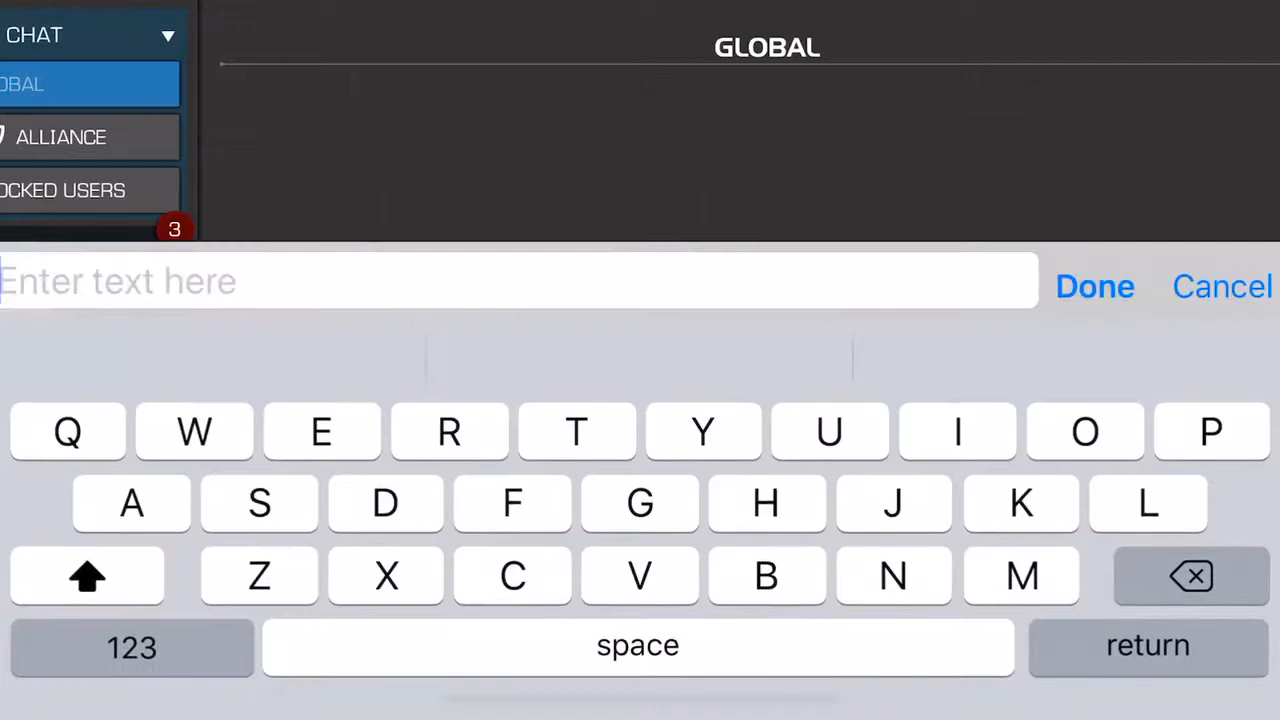 CHAT
GLOBAL
OBAL
ALLIANCE
OCKED USERS
3
Enter text here
Done
Cancel
Q W E R T Y U I O P
A S D F G H J K L
Z X C V B N M
123
space
return